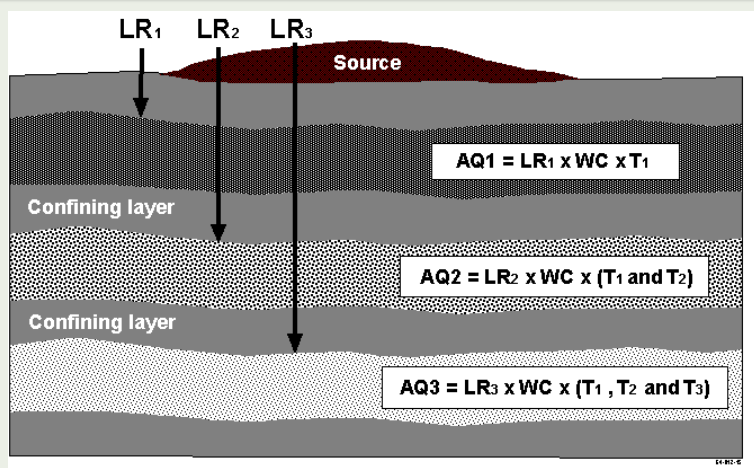 LR1 LR2 LR3
Source
AQ1 = LR1 x WC x T1
Confining layer
AQ2 = LR2 x WC x (T1 and T2)
Confining layer
AQ3 = LR3 x WC x (T1 , T2 and T3)